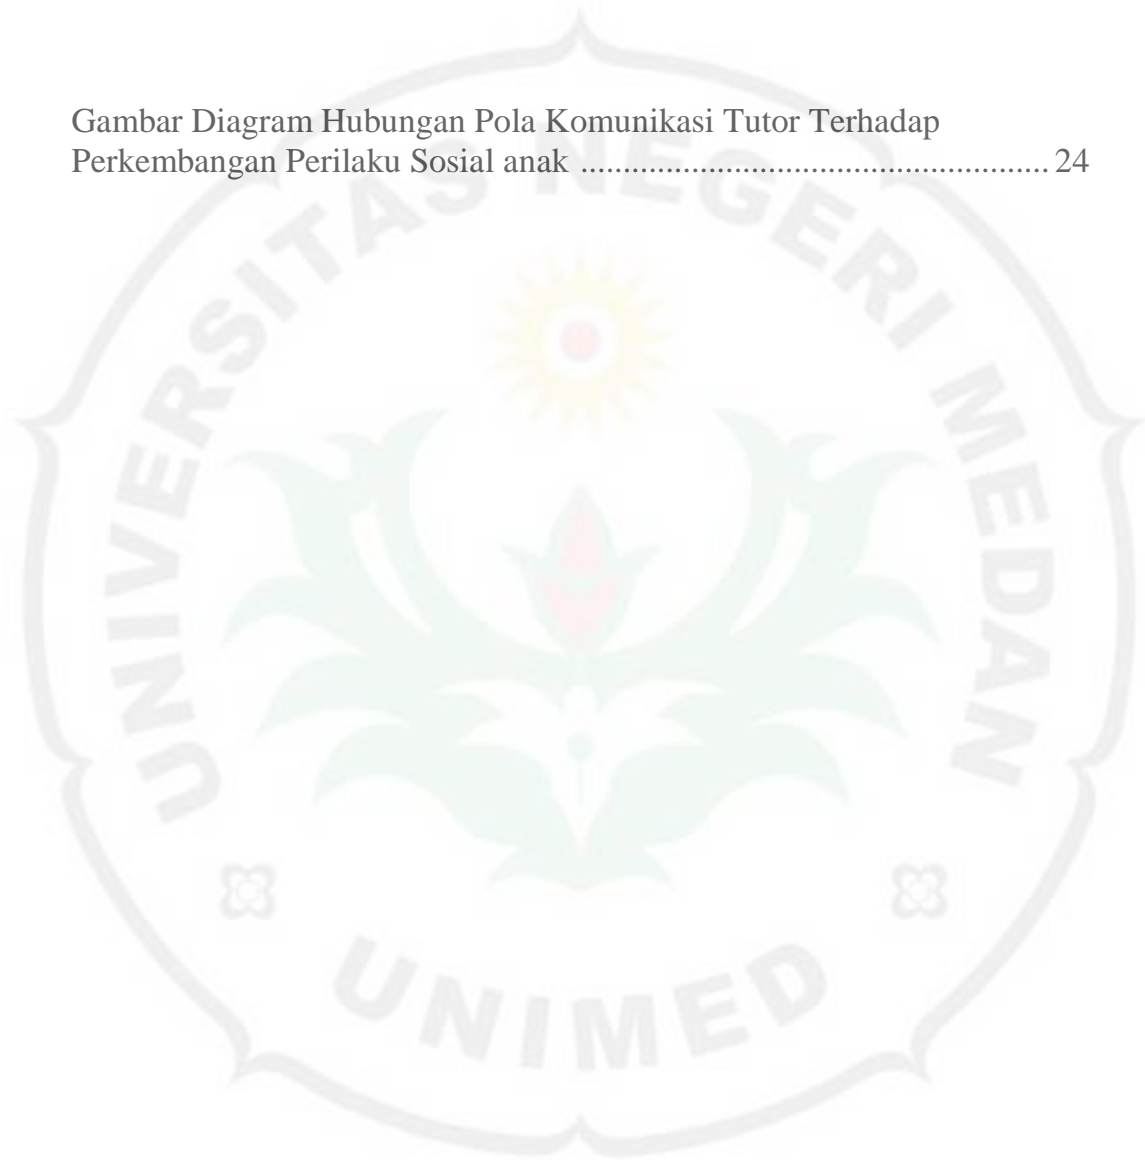 Gambar Diagram Hubungan Pola Komunikasi Tutor Terhadap
Perkembangan Perilaku Sosial anak ....................................................... 24
UNIVERSITAS NEGERI MEDAN
UNIMED